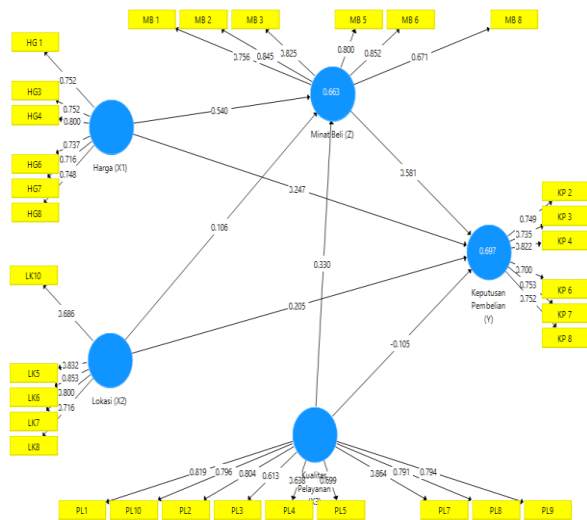 MB 1
MB 2
MB 3
MB 5
MB 6
MB 8
0.756
0.845
0.825
0.800
0.852
0.671
HG 1
HG3
HG4
HG6
HG7
HG8
0.752
0.752
0.800
0.737
0.716
0.748
Harga (X1)
0.663
Minat Beli (Z)
0.540
0.247
0.106
0.330
0.581
0.205
-0.105
KP 2
KP 3
KP 4
KP 6
KP 7
KP 8
0.749
0.735
0.822
0.700
0.753
0.752
0.697
Keputusan
Pembelian
(Y)
LK10
LK5
LK6
LK7
LK8
0.686
0.832
0.853
0.800
0.716
Lokasi (X2)
Kualitas
Pelayanan
(X3)
0.819
0.796
0.804
0.613
0.638
0.699
0.864
0.791
0.794
PL1
PL10
PL2
PL3
PL4
PL5
PL7
PL8
PL9